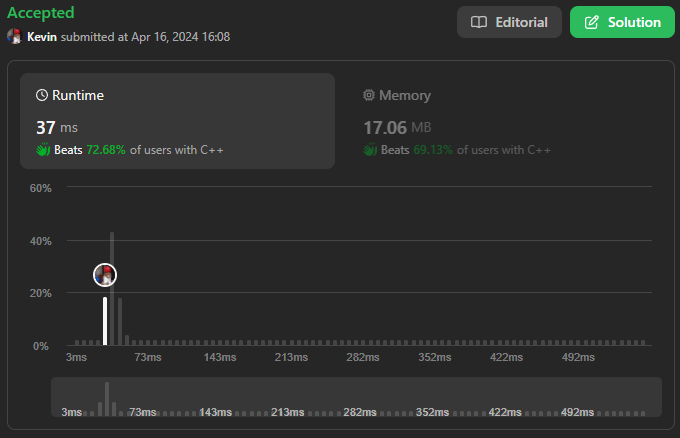 Accepted
Editorial
Solution
Kevin submitted at Apr 16, 2024 16:08
Runtime
37 ms
Beats 72.68% of users with C++
Memory
17.06 MB
Beats 69.13% of users with C++
60%
40%
20%
0%
3ms 73ms 143ms 213ms 282ms 352ms 422ms 492ms
3ms 73ms 143ms 213ms 282ms 352ms 422ms 492ms